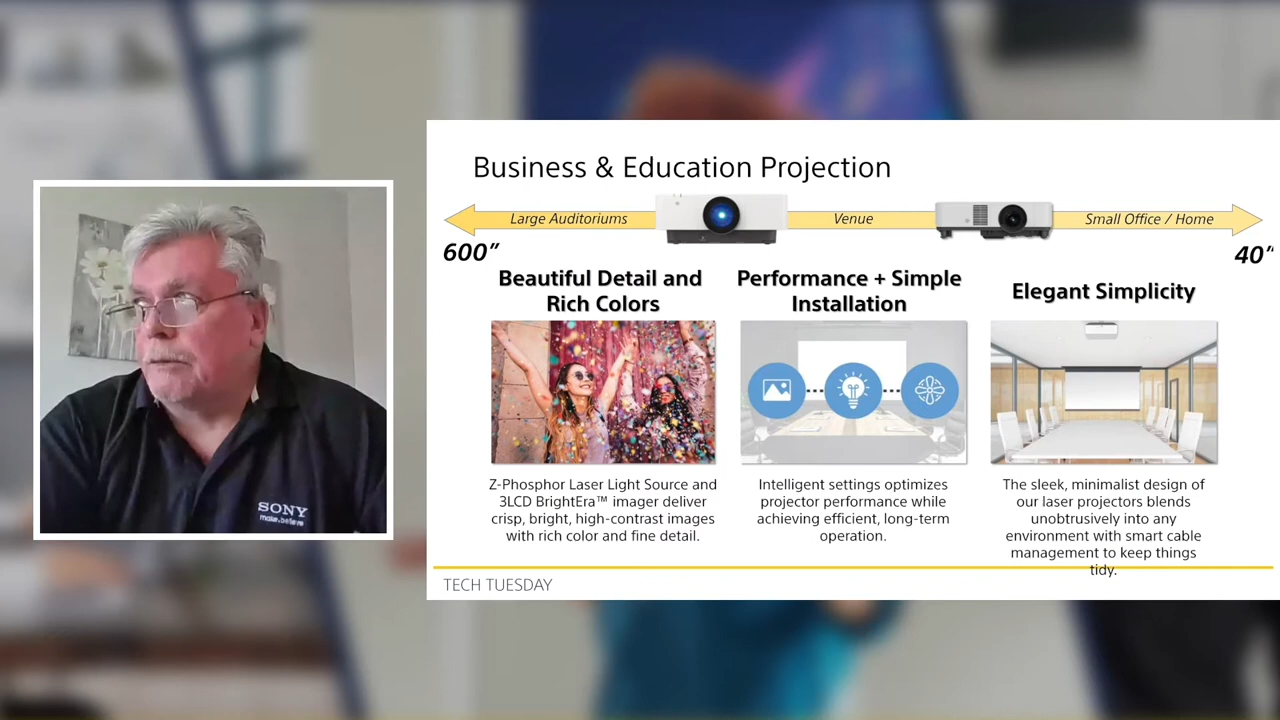 Business & Education Projection
Large Auditoriums
Venue
Small Office / Home
600”
40”
Beautiful Detail and
Rich Colors
Z-Phosphor Laser Light Source and
3LCD BrightEra™ imager deliver
crisp, bright, high-contrast images
with rich color and fine detail.
Performance + Simple
Installation
Intelligent settings optimizes
projector performance while
achieving efficient, long-term
operation.
Elegant Simplicity
The sleek, minimalist design of
our laser projectors blends
unobtrusively into any
environment with smart cable
management to keep things
tidy.
TECH TUESDAY
SONY
make.believe